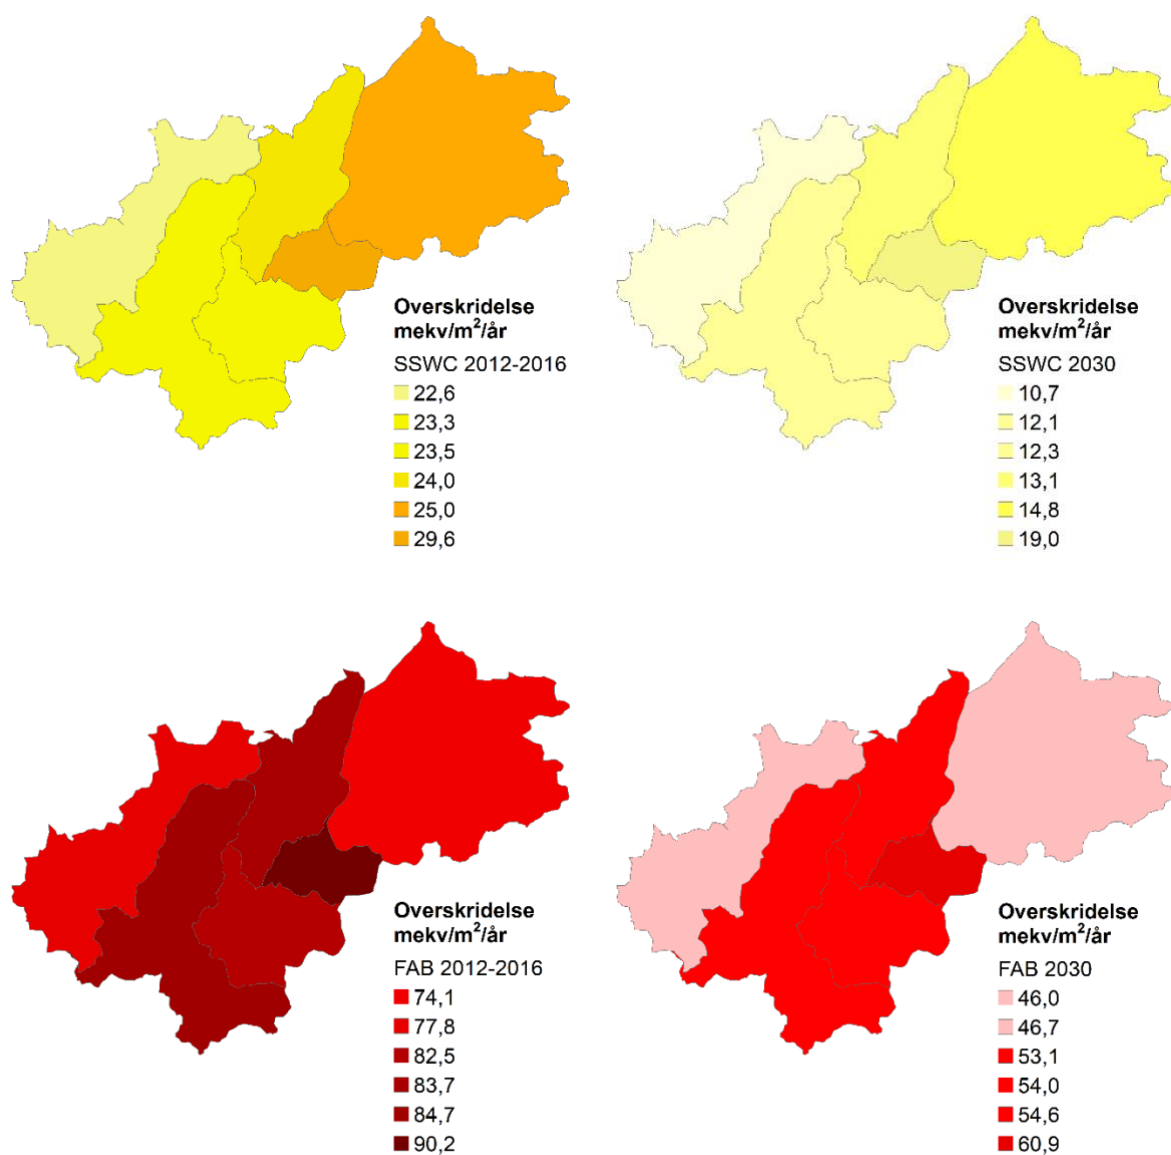 Overskridelse
mekv/m²/år
SSWC 2012-2016
22,6
23,3
23,5
24,0
25,0
29,6
Overskridelse
mekv/m²/år
SSWC 2030
10,7
12,1
12,3
13,1
14,8
19,0
Overskridelse
mekv/m²/år
FAB 2012-2016
74,1
77,8
82,5
83,7
84,7
90,2
Overskridelse
mekv/m²/år
FAB 2030
46,0
46,7
53,1
54,0
54,6
60,9